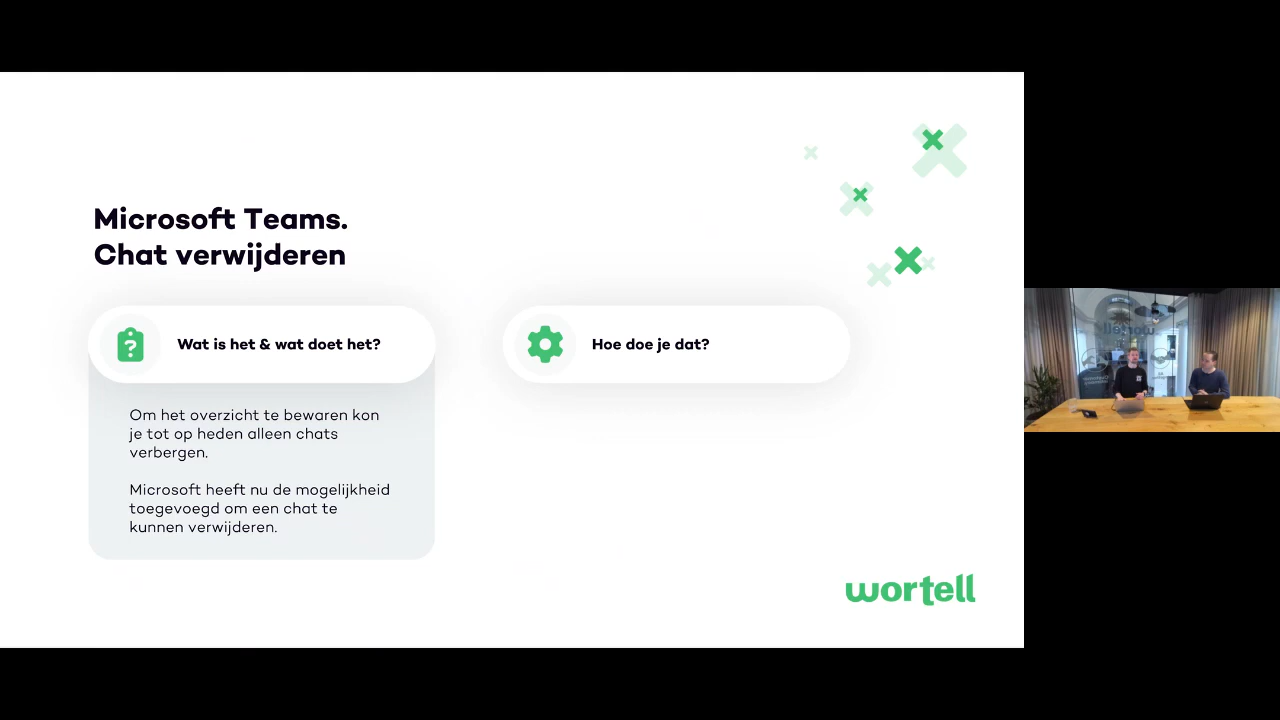 Microsoft Teams.
Chat verwijderen
Wat is het & wat doet het?
Om het overzicht te bewaren kon
je tot op heden alleen chats
verbergen.
Microsoft heeft nu de mogelijkheid
toegevoegd om een chat te
kunnen verwijderen.
Hoe doe je dat?
wortell